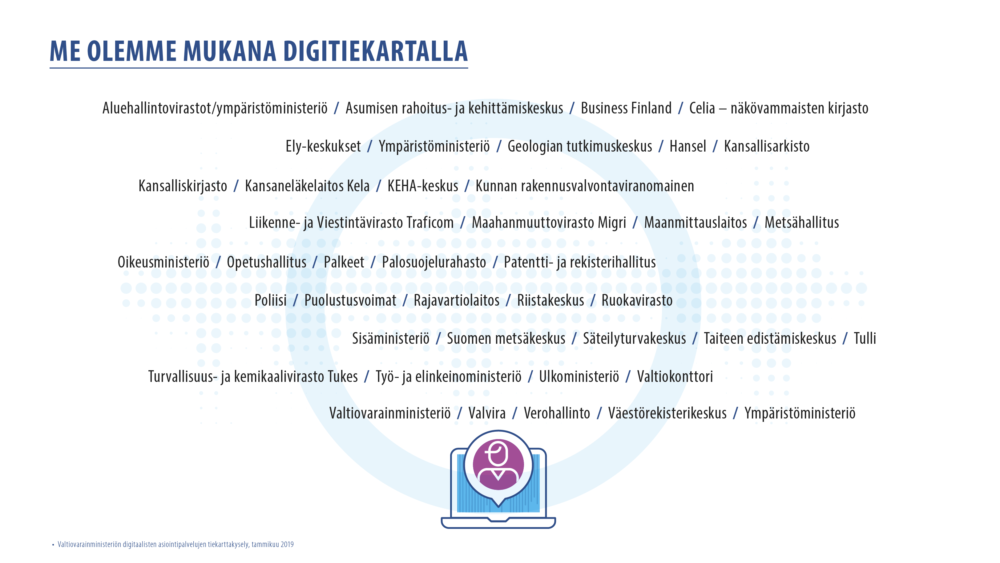 ME OLEMME MUKANA DIGITIEKARTALLA
Aluehallintovirastot/ympäristöministeriö / Asumisen rahoitus- ja kehittämiskeskus / Business Finland / Celia – näkövammaisten kirjasto
Ely-keskukset / Ympäristöministeriö / Geologian tutkimuskeskus / Hansel / Kansallisarkisto
Kansalliskirjasto / Kansaneläkelaitos Kela / KEHA-keskus / Kunnan rakennusvalvontaviranomainen
Liikenne- ja Viestintävirasto Traficom / Maahanmuuttovirasto Migri / Maanmittauslaitos / Metsähallitus
Oikeusministeriö / Opetushallitus / Palkeet / Palosuojelurahasto / Patentti- ja rekisterihallitus
Poliisi / Puolustusvoimat / Rajavartiolaitos / Riistakeskus / Ruokavirasto
Sisäministeriö / Suomen metsäkeskus / Säteilyturvakeskus / Taiteen edistämiskeskus / Tulli
Turvallisuus- ja kemikaalivirasto Tukes / Työ- ja elinkeinoministeriö / Ulkoministeriö / Valtiokonttori
Valtiovarainministeriö / Valvira / Verohallinto / Väestörekisterikeskus / Ympäristöministeriö
• Valtiovarainministeriön digitaalisten asiointipalvelujen tiekarttakysely, tammikuu 2019